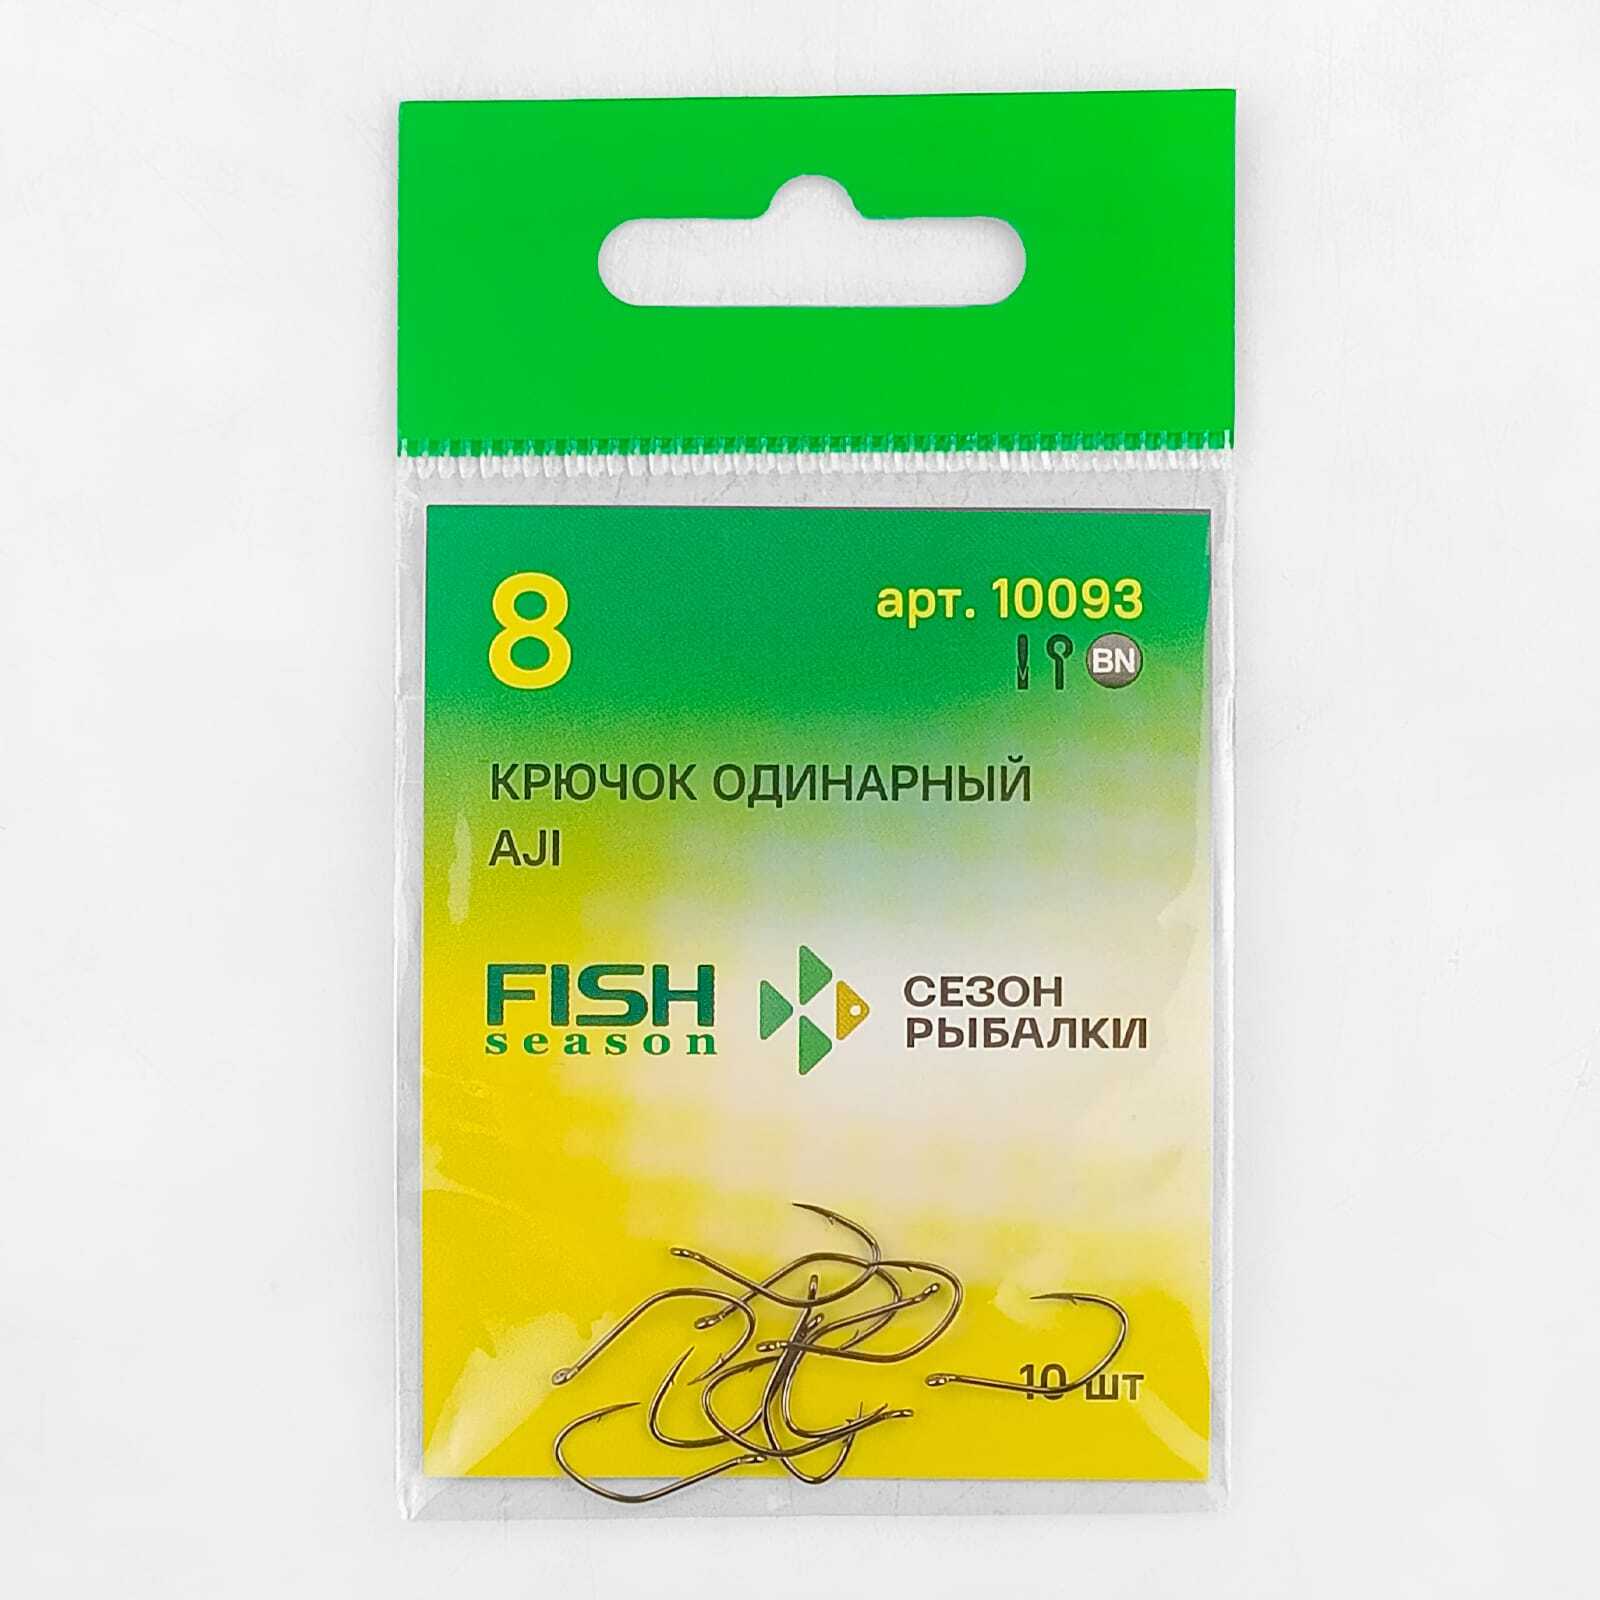 8
арт. 10093
BN
КРЮЧОК ОДИНАРНЫЙ
AJI
FISH
season
СЕЗОН
РЫБАЛКИ
10 шт